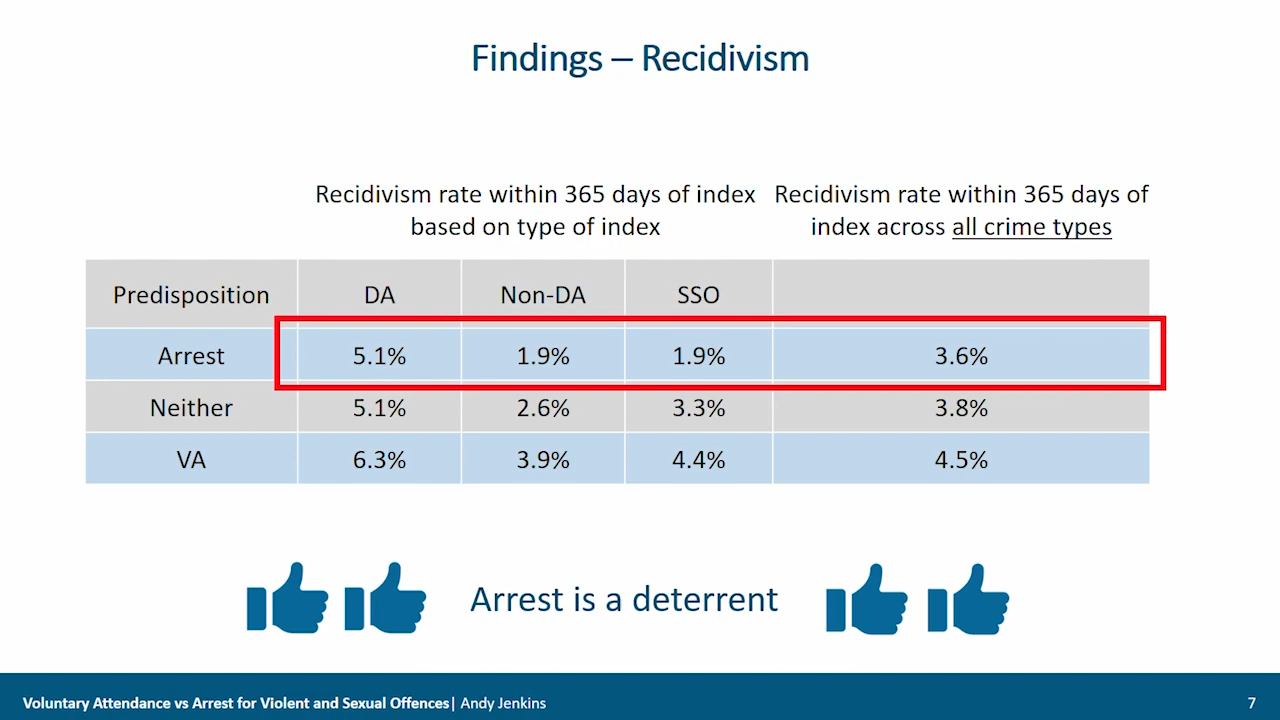 Findings – Recidivism
Recidivism rate within 365 days of index
based on type of index
Recidivism rate within 365 days of
index across all crime types
Predisposition DA Non-DA SSO
Arrest 5.1% 1.9% 1.9% 3.6%
Neither 5.1% 2.6% 3.3% 3.8%
VA 6.3% 3.9% 4.4% 4.5%
Arrest is a deterrent
Voluntary Attendance vs Arrest for Violent and Sexual Offences| Andy Jenkins 7